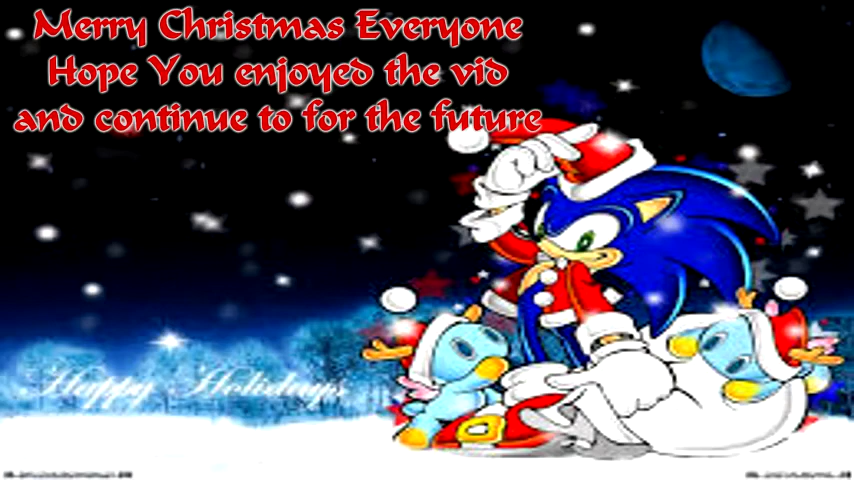 Merry Christmas Everyone
Hope You enjoyed the vid
and continue to for the future
Happy Holidays